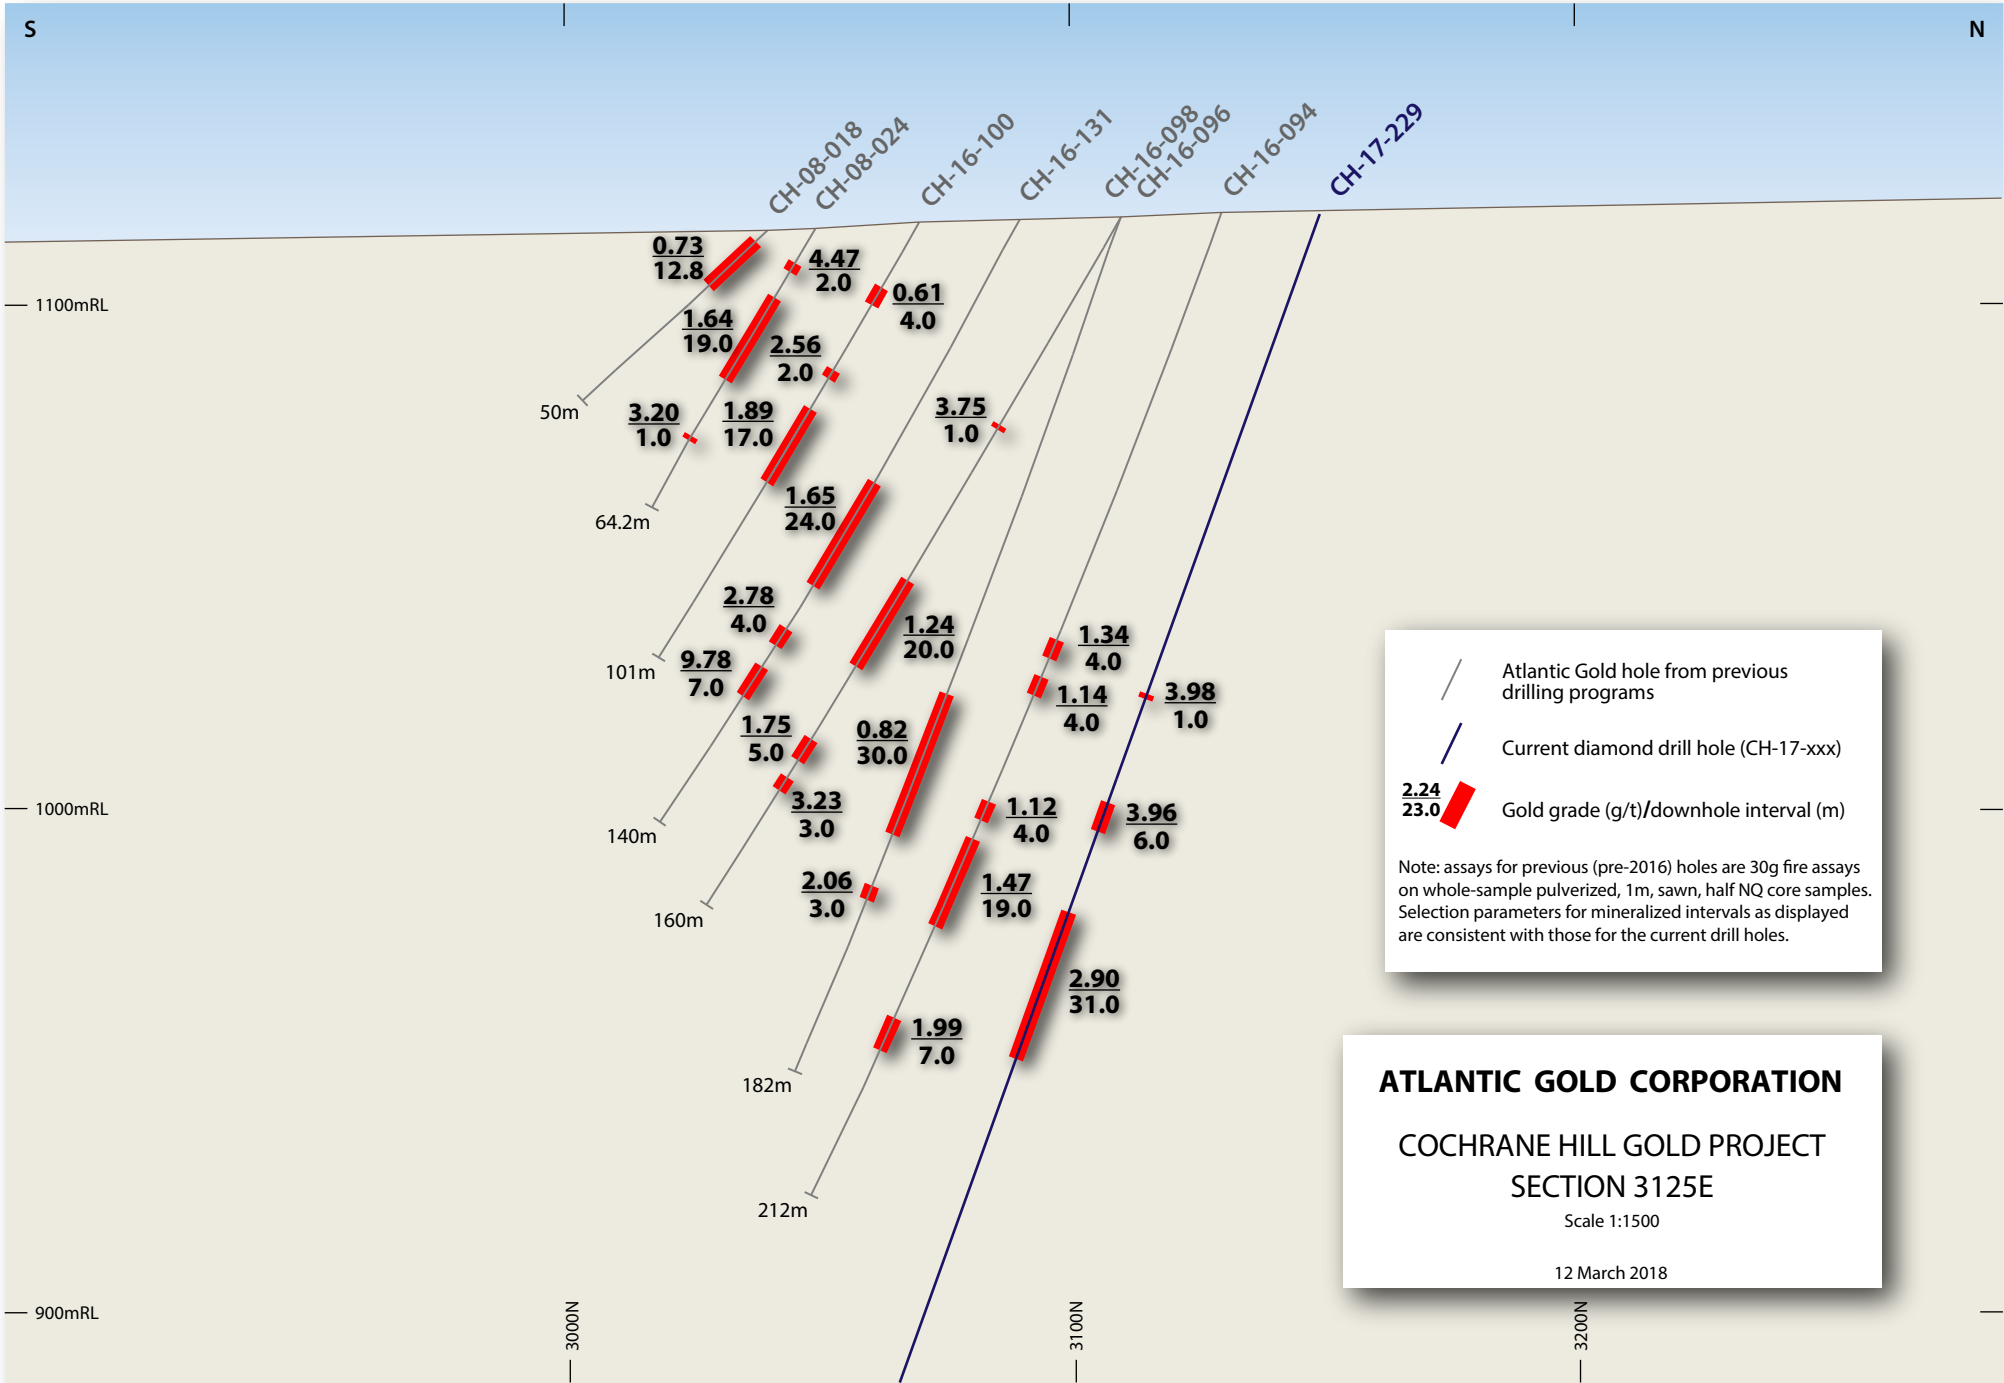 S
N
CH-08-018
CH-08-024
CH-16-100
CH-16-131
CH-16-098
CH-16-096
CH-16-094
CH-17-229
0.73
12.8
4.47
2.0
0.61
4.0
1100mRL
1.64
19.0
2.56
2.0
50m
3.20
1.0
1.89
17.0
3.75
1.0
64.2m
1.65
24.0
2.78
4.0
1.24
20.0
1.34
4.0
101m
9.78
7.0
1.14
4.0
3.98
1.0
1.75
5.0
0.82
30.0
3.23
3.0
1000mRL
140m
1.12
4.0
3.96
6.0
2.06
3.0
1.47
19.0
160m
2.90
31.0
1.99
7.0
182m
212m
900mRL
3000N
3100N
3200N
Atlantic Gold hole from previous
drilling programs
Current diamond drill hole (CH-17-xxx)
2.24
23.0
Gold grade (g/t)/downhole interval (m)
Note: assays for previous (pre-2016) holes are 30g fire assays
on whole-sample pulverized, 1m, sawn, half NQ core samples.
Selection parameters for mineralized intervals as displayed
are consistent with those for the current drill holes.
ATLANTIC GOLD CORPORATION
COCHRANE HILL GOLD PROJECT
SECTION 3125E
Scale 1:1500
12 March 2018